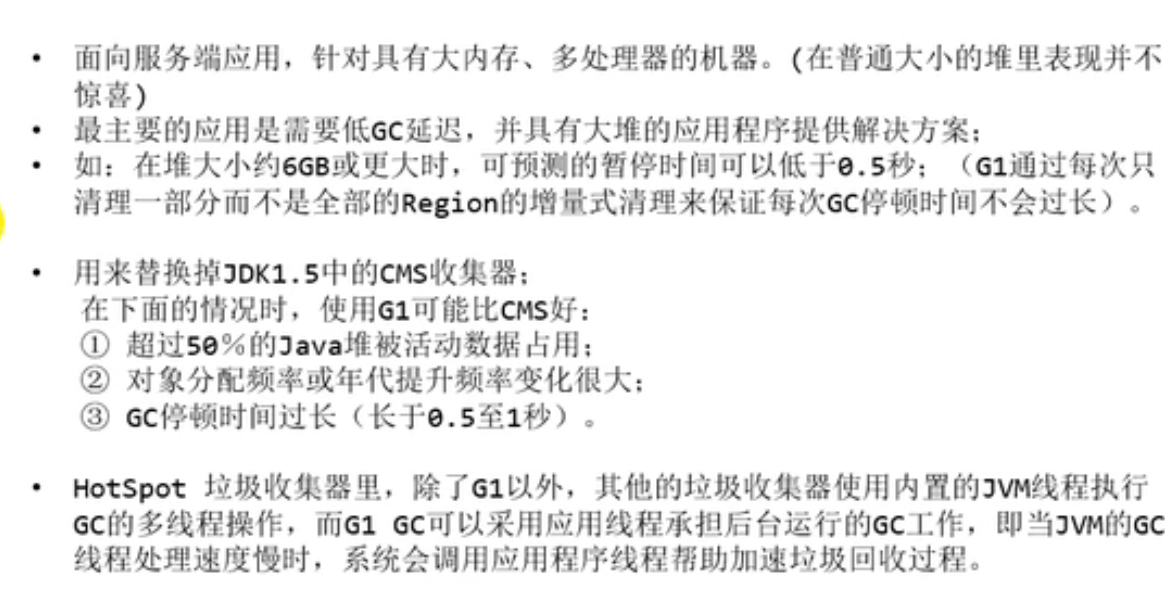 • 面向服务端应用，针对具有大内存、多处理器的机器。(在普通大小的堆里表现并不
惊喜)
• 最主要的应用是需要低GC延迟，并具有大堆的应用程序提供解决方案；
• 如：在堆大小约6GB或更大时，可预测的暂停时间可以低于0.5秒；（G1通过每次只
清理一部分而不是全部的Region的增量式清理来保证每次GC停顿时间不会过长）。
• 用来替换掉JDK1.5中的CMS收集器；
在下面的情况时，使用G1可能比CMS好：
① 超过50％的Java堆被活动数据占用；
② 对象分配频率或年代提升频率变化很大；
③ GC停顿时间过长（长于0.5至1秒）。
• HotSpot 垃圾收集器里，除了G1以外，其他的垃圾收集器使用内置的JVM线程执行
GC的多线程操作，而G1 GC可以采用应用线程承担后台运行的GC工作，即当JVM的GC
线程处理速度慢时，系统会调用应用程序线程帮助加速垃圾回收过程。